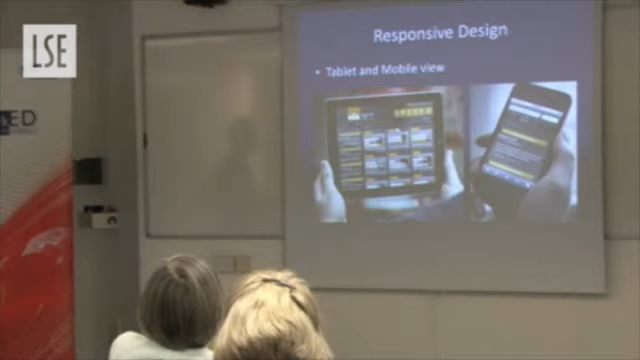 LSE
Responsive Design
• Tablet and Mobile view
ED